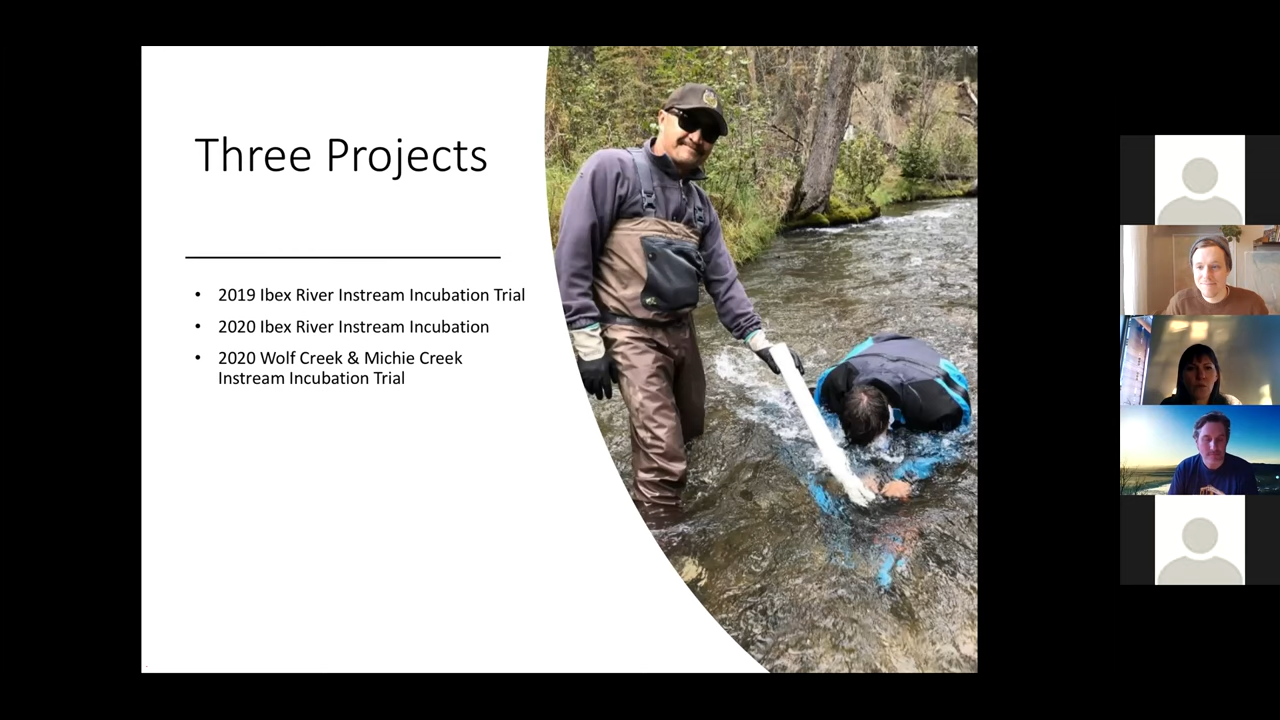 Three Projects
• 2019 Ibex River Instream Incubation Trial
• 2020 Ibex River Instream Incubation
• 2020 Wolf Creek & Michie Creek
Instream Incubation Trial